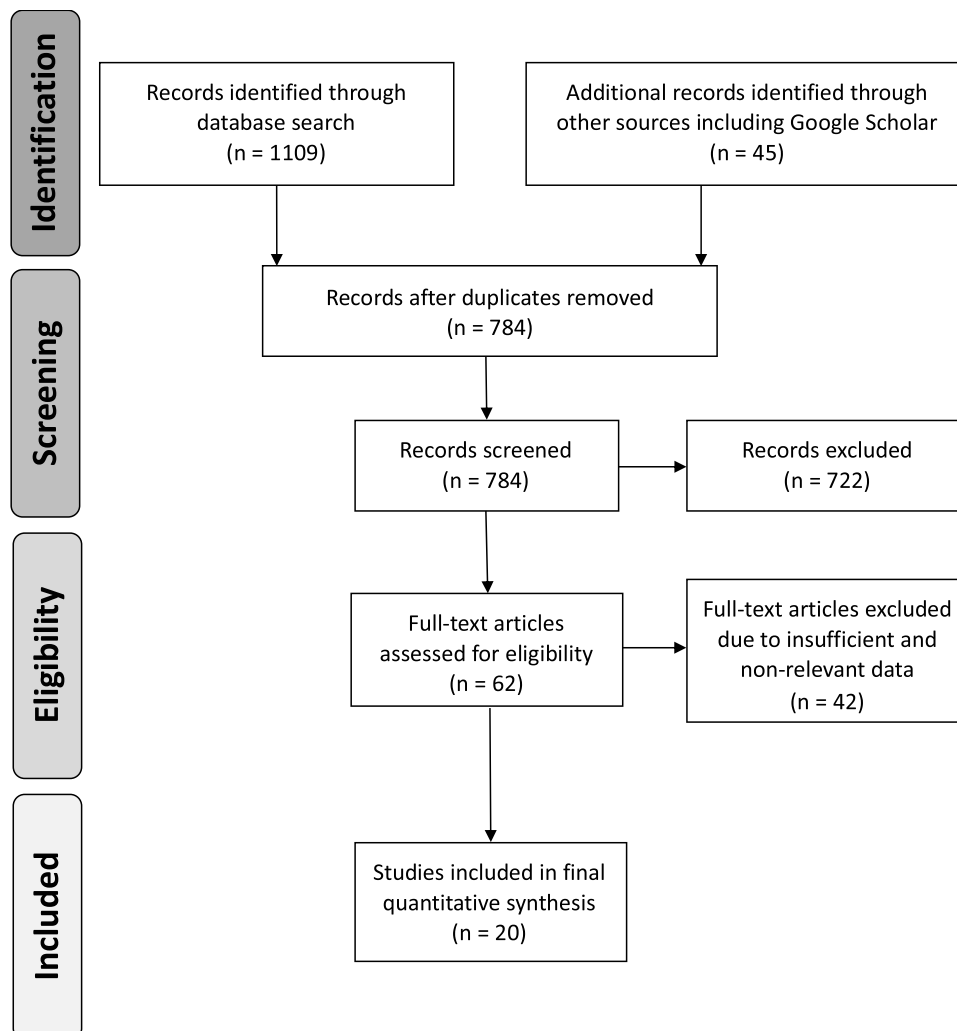 Identification
Records identified through
database search
(n = 1109)
Additional records identified through
other sources including Google Scholar
(n = 45)
Screening
Records after duplicates removed
(n = 784)
Records screened
(n = 784)
Records excluded
(n = 722)
Eligibility
Full-text articles
assessed for eligibility
(n = 62)
Full-text articles excluded
due to insufficient and
non-relevant data
(n = 42)
Included
Studies included in final
quantitative synthesis
(n = 20)